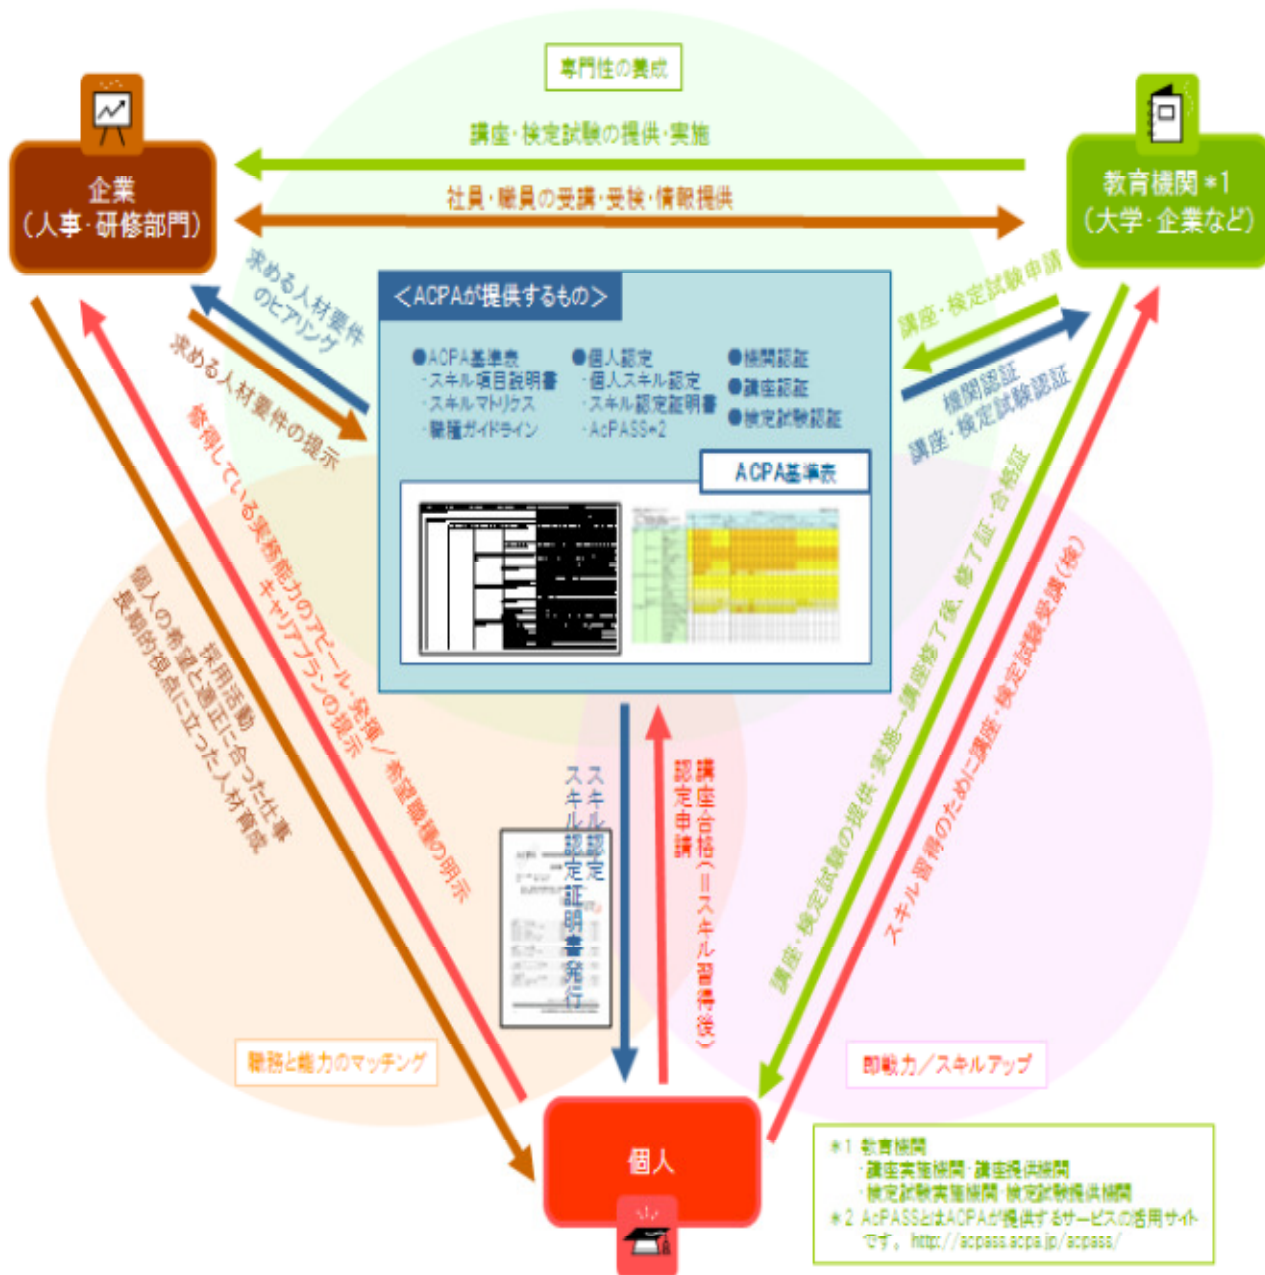 専門性の養成
講座・検定試験の提供・実施
社員・職員の受講・受検・情報提供
企業
（人事・研修部門）
教育機関*1
（大学・企業など）
求める人材要件
のヒアリング
求める人材要件の提示
講座・検定試験申請
機関認証
講座・検定試験認証
＜ACPAが提供するもの＞
●ACPA基準表
・スキル項目説明書
・スキルマトリクス
・職種ガイドライン
●個人認定
・個人スキル認定
・スキル認定証明書
・AcPASS*2
●機関認証
●講座認証
●検定試験認証
ACPA基準表
修得している実務能力のアピール・発揮／希望職種の明示
キャリアプランの提示
採用活動
個人の希望と適正に合った仕事
長期的視点に立った人材育成
スキル認定
スキル認定証明書発行
講座合格（＝スキル習得後）
認定申請
講座・検定試験の提供・実施→講座修了後、修了証・合格証
スキル習得のために講座・検定試験受講（検）
職務と能力のマッチング
即戦力／スキルアップ
個人
*1 教育機関
・講座実施機関・講座提供機関
・検定試験実施機関・検定試験提供機関
*2 AcPASSとはACPAが提供するサービスの活用サイト
です。 http://acpass.acpa.jp/acpass/